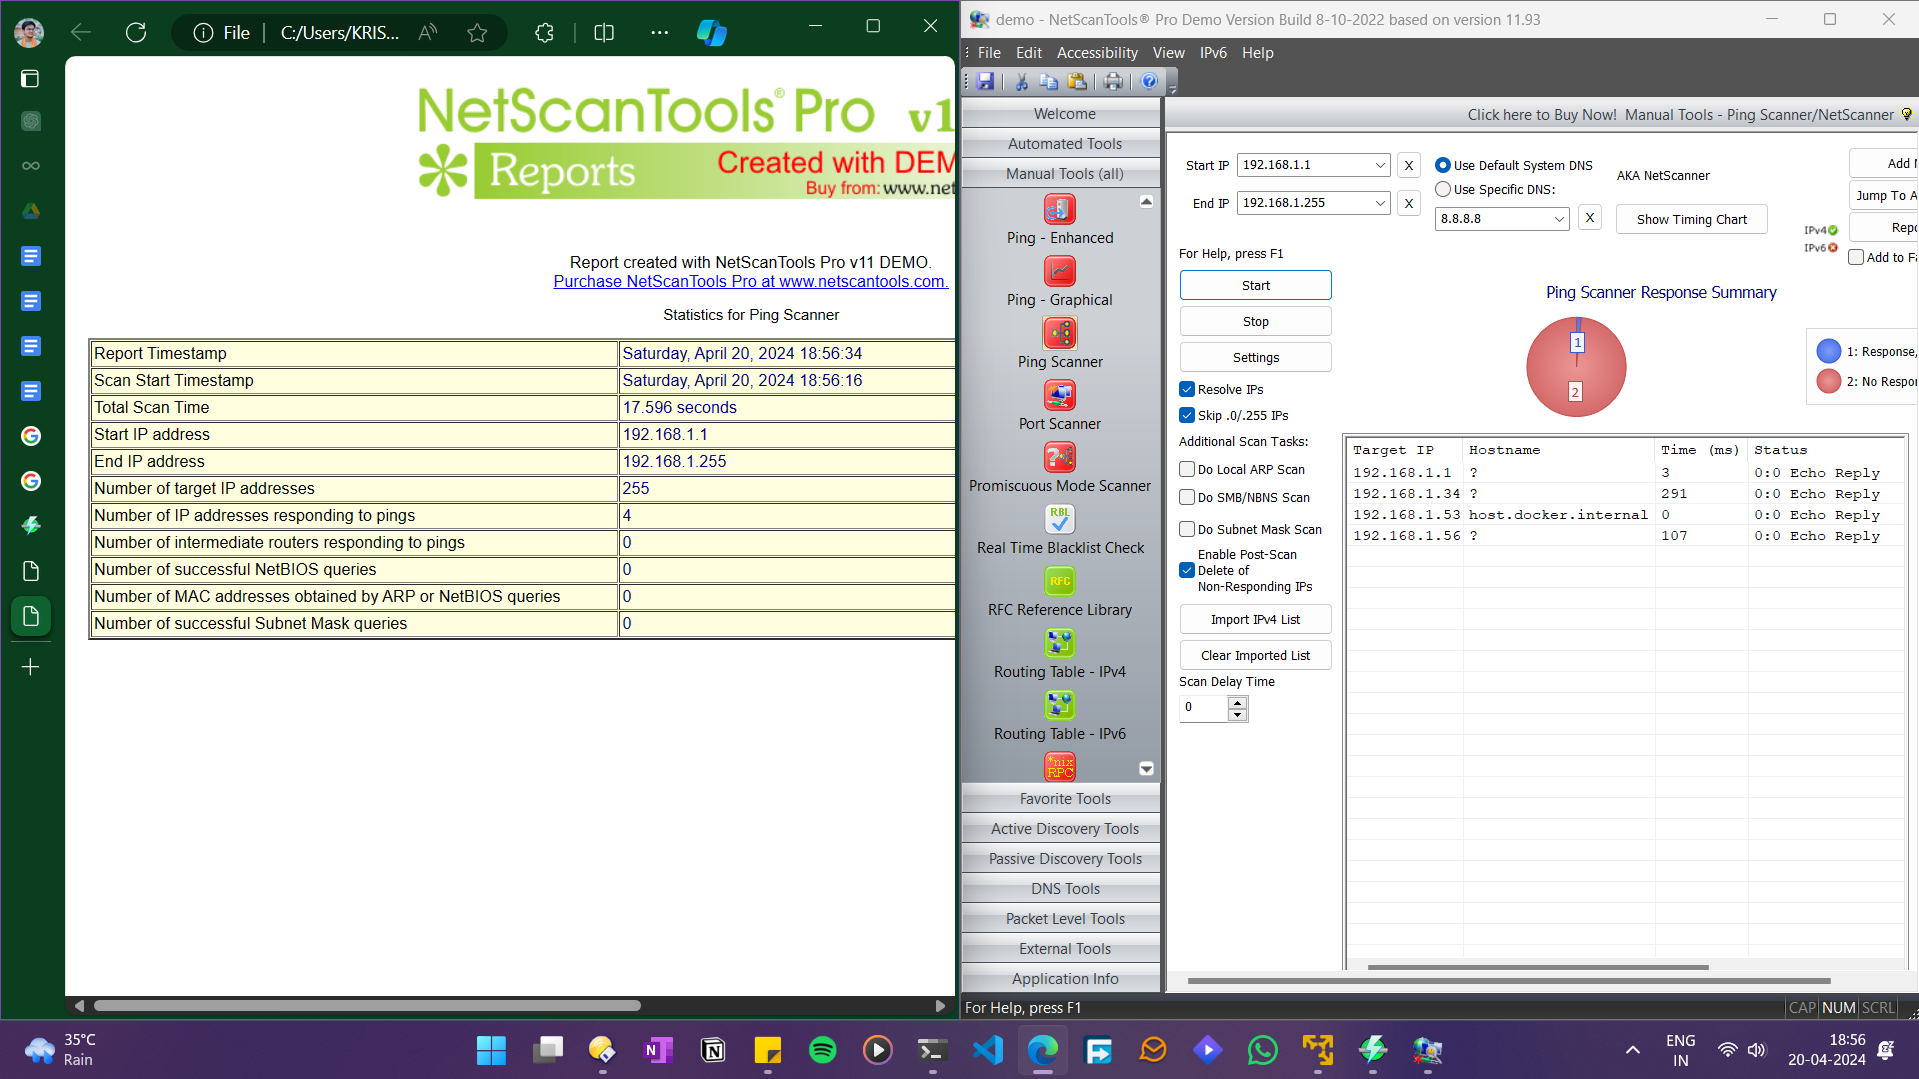 File
C:/Users/KRIS...
NetScanTools® Pro v1
Reports
Created with DEM
Buy from: www.net
Report created with NetScanTools Pro v11 DEMO.
Purchase NetScanTools Pro at www.netscantools.com.
Statistics for Ping Scanner
Report Timestamp Saturday, April 20, 2024 18:56:34
Scan Start Timestamp Saturday, April 20, 2024 18:56:16
Total Scan Time 17.596 seconds
Start IP address 192.168.1.1
End IP address 192.168.1.255
Number of target IP addresses 255
Number of IP addresses responding to pings 4
Number of intermediate routers responding to pings 0
Number of successful NetBIOS queries 0
Number of MAC addresses obtained by ARP or NetBIOS queries 0
Number of successful Subnet Mask queries 0
demo - NetScanTools® Pro Demo Version Build 8-10-2022 based on version 11.93
File Edit Accessibility View IPv6 Help
Welcome
Automated Tools
Manual Tools (all)
Ping - Enhanced
Ping - Graphical
Ping Scanner
Port Scanner
Promiscuous Mode Scanner
RBL
Real Time Blacklist Check
RFC
RFC Reference Library
Routing Table - IPv4
Routing Table - IPv6
*nix
RPC
Favorite Tools
Active Discovery Tools
Passive Discovery Tools
DNS Tools
Packet Level Tools
External Tools
Application Info
Click here to Buy Now! Manual Tools - Ping Scanner/NetScanner
Start IP 192.168.1.1 X
End IP 192.168.1.255 X
Use Default System DNS
Use Specific DNS:
8.8.8.8 X
AKA NetScanner
Show Timing Chart
IPv4
IPv6
Add
Jump To A
Repo
Add to Fa
For Help, press F1
Start
Stop
Settings
Resolve IPs
Skip .0/.255 IPs
Additional Scan Tasks:
Do Local ARP Scan
Do SMB/NBNS Scan
Do Subnet Mask Scan
Enable Post-Scan
Delete of
Non-Responding IPs
Import IPv4 List
Clear Imported List
Scan Delay Time
0
Ping Scanner Response Summary
1
2
1: Response,
2: No Respo
Target IP Hostname Time (ms) Status
192.168.1.1 ? 3 0:0 Echo Reply
192.168.1.34 ? 291 0:0 Echo Reply
192.168.1.53 host.docker.internal 0 0:0 Echo Reply
192.168.1.56 ? 107 0:0 Echo Reply
For Help, press F1
CAP NUM SCRL
35°C
Rain
ENG
IN
18:56
20-04-2024